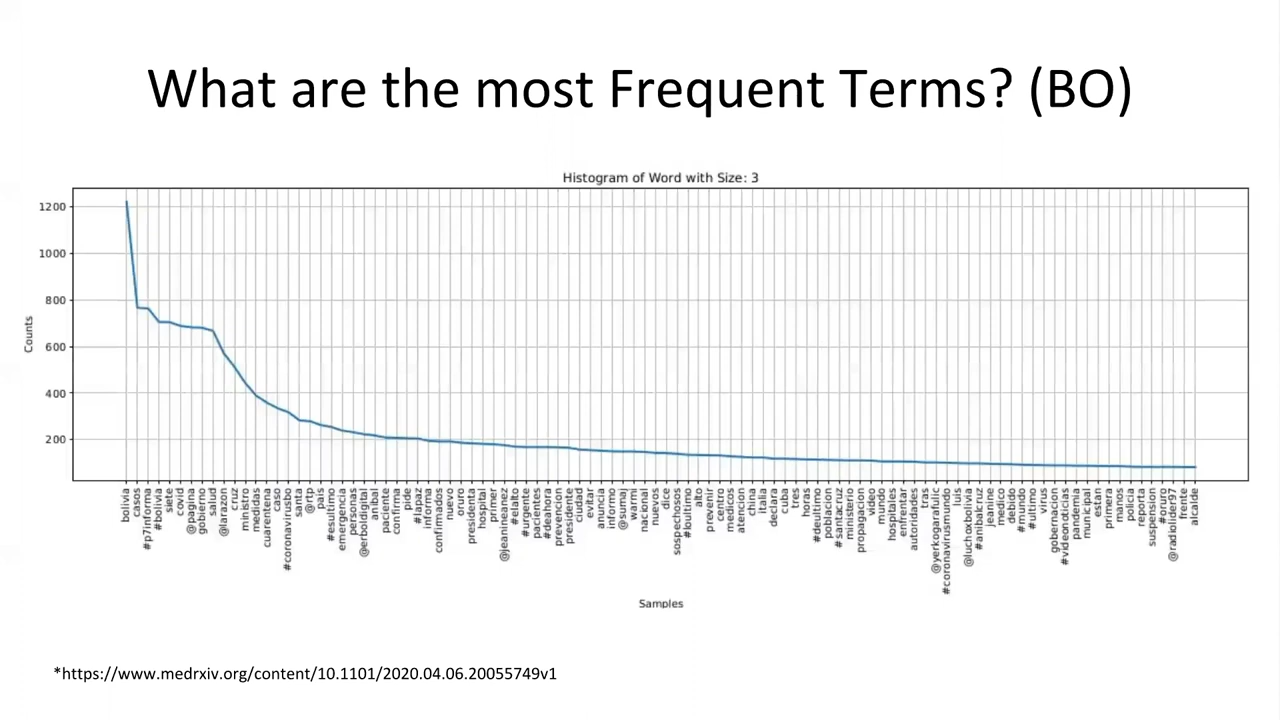 What are the most Frequent Terms? (BO)
Histogram of Word with Size: 3
Counts
1200
1000
800
600
400
200
bolivia
casos
#p7informa
#bolivia
siete
covid
@pagina
gobierno
salud
@larazon
cruz
ministro
medidas
cuarentena
caso
#coronavirusbo
santa
@rtp
pais
#esultimo
emergencia
personas
@erboldigital
anibal
paciente
confirma
pide
#lapaz
informa
confirmados
nuevo
oruro
presidenta
hospital
primer
@jeanineanez
#elalto
#urgente
pacientes
#deahora
prevencion
presidente
ciudad
evitar
anuncia
informo
@sumaj
warmi
nacional
nuevos
dice
sospechosos
#koultimo
alto
prevenir
centro
medicos
atencion
china
italia
declara
cuba
tres
horas
#deultimo
poblacion
#santacruz
ministerio
propagacion
video
mundo
hospitales
enfrentar
autoridades
duras
@yerkogarafulic
#coronavirusmundo
luis
@luchoxbolivia
#anibalcruz
jeanine
medico
debido
#mundo
#ultimo
virus
gobernacion
#videonoticias
pandemia
municipal
estan
primera
manos
policia
reporta
suspension
#oruro
@radiolider97
frente
alcalde
Samples
*https://www.medrxiv.org/content/10.1101/2020.04.06.20055749v1